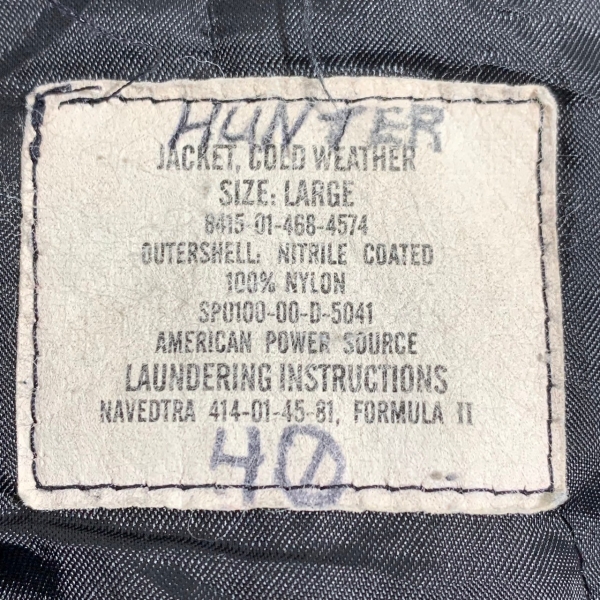 HUNTER
JACKET, COLD WEATHER
SIZE: LARGE
8415-01-468-4574
OUTERSHELL: NITRILE COATED
100% NYLON
SP0100-00-D-5041
AMERICAN POWER SOURCE
LAUNDERING INSTRUCTIONS
NAVEDTRA 414-01-45-81, FORMULA II
40